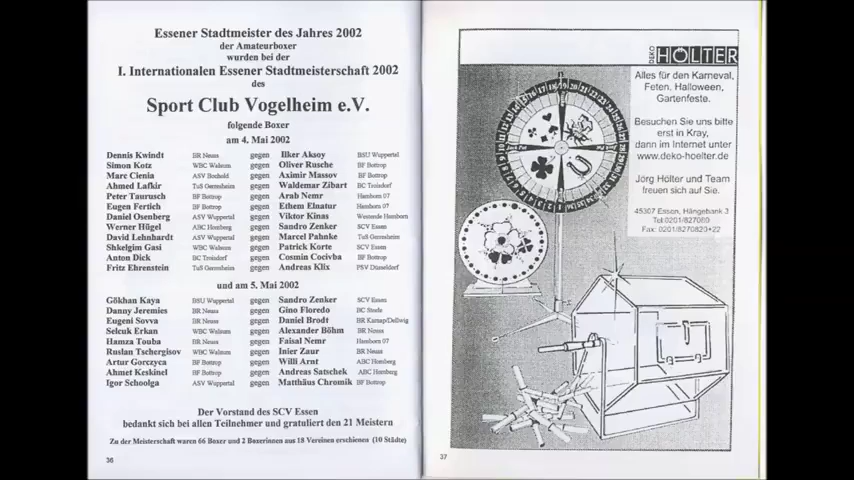 Essener Stadtmeister des Jahres 2002
der Amateurboxer
wurden bei der
I. Internationalen Essener Stadtmeisterschaft 2002
des
Sport Club Vogelheim e.V.
folgende Boxer
am 4. Mai 2002
Dennis Kwindt BR Neuss gegen Ilker Aksoy BSU Wuppertal
Simon Kotz WBC Walsum gegen Oliver Rusche BF Bottrop
Marc Cienia ASV Bocholt gegen Aximir Massov BF Bottrop
Ahmed Lafkir TuS Gerresheim gegen Waldemar Zibart BC Troisdorf
Peter Taurusch BF Bottrop gegen Arab Nemr Hamborn 07
Eugen Fertich BF Bottrop gegen Ethem Elnatur Hamborn 07
Daniel Osenberg ASV Wuppertal gegen Viktor Kinas Westende Hamborn
Werner Hügel ABC Homberg gegen Sandro Zenker SCV Essen
David Lehnhardt ASV Wuppertal gegen Marcel Pahnke TuS Gerresheim
Shkelgim Gasi WBC Walsum gegen Patrick Korte SCV Essen
Anton Dick BC Troisdorf gegen Cosmin Cocivba BF Bottrop
Fritz Ehrenstein TuS Gerresheim gegen Andreas Klix PSV Düsseldorf
und am 5. Mai 2002
Gökhan Kaya BSU Wuppertal gegen Sandro Zenker SCV Essen
Danny Jeremies BR Neuss gegen Gino Floredo BC Stade
Eugeni Sovva BR Neuss gegen Daniel Brodt BR Karnap/Dellwig
Selcuk Erkan WBC Walsum gegen Alexander Böhm BR Neuss
Hamza Touba BR Neuss gegen Faisal Nemr Hamborn 07
Ruslan Tschergisov WBC Walsum gegen Inier Zaur BR Neuss
Artur Gorczyca BF Bottrop gegen Willi Arnt ABC Homberg
Ahmet Keskinel BF Bottrop gegen Andreas Satschek ABC Homberg
Igor Schoolga ASV Wuppertal gegen Matthäus Chromik BF Bottrop
Der Vorstand des SCV Essen
bedankt sich bei allen Teilnehmer und gratuliert den 21 Meistern
Zu der Meisterschaft waren 66 Boxer und 2 Boxerinnen aus 18 Vereinen erschienen (10 Städte)
36
DEKO HÖLTER
Alles für den Karneval,
Feten, Halloween,
Gartenfeste.
Besuchen Sie uns bitte
erst in Kray,
dann im Internet unter
www.deko-hoelter.de
Jörg Hölter und Team
freuen sich auf Sie.
45307 Essen, Hängebank 3
Tel:0201/827080
Fax: 0201/8270820+22
37